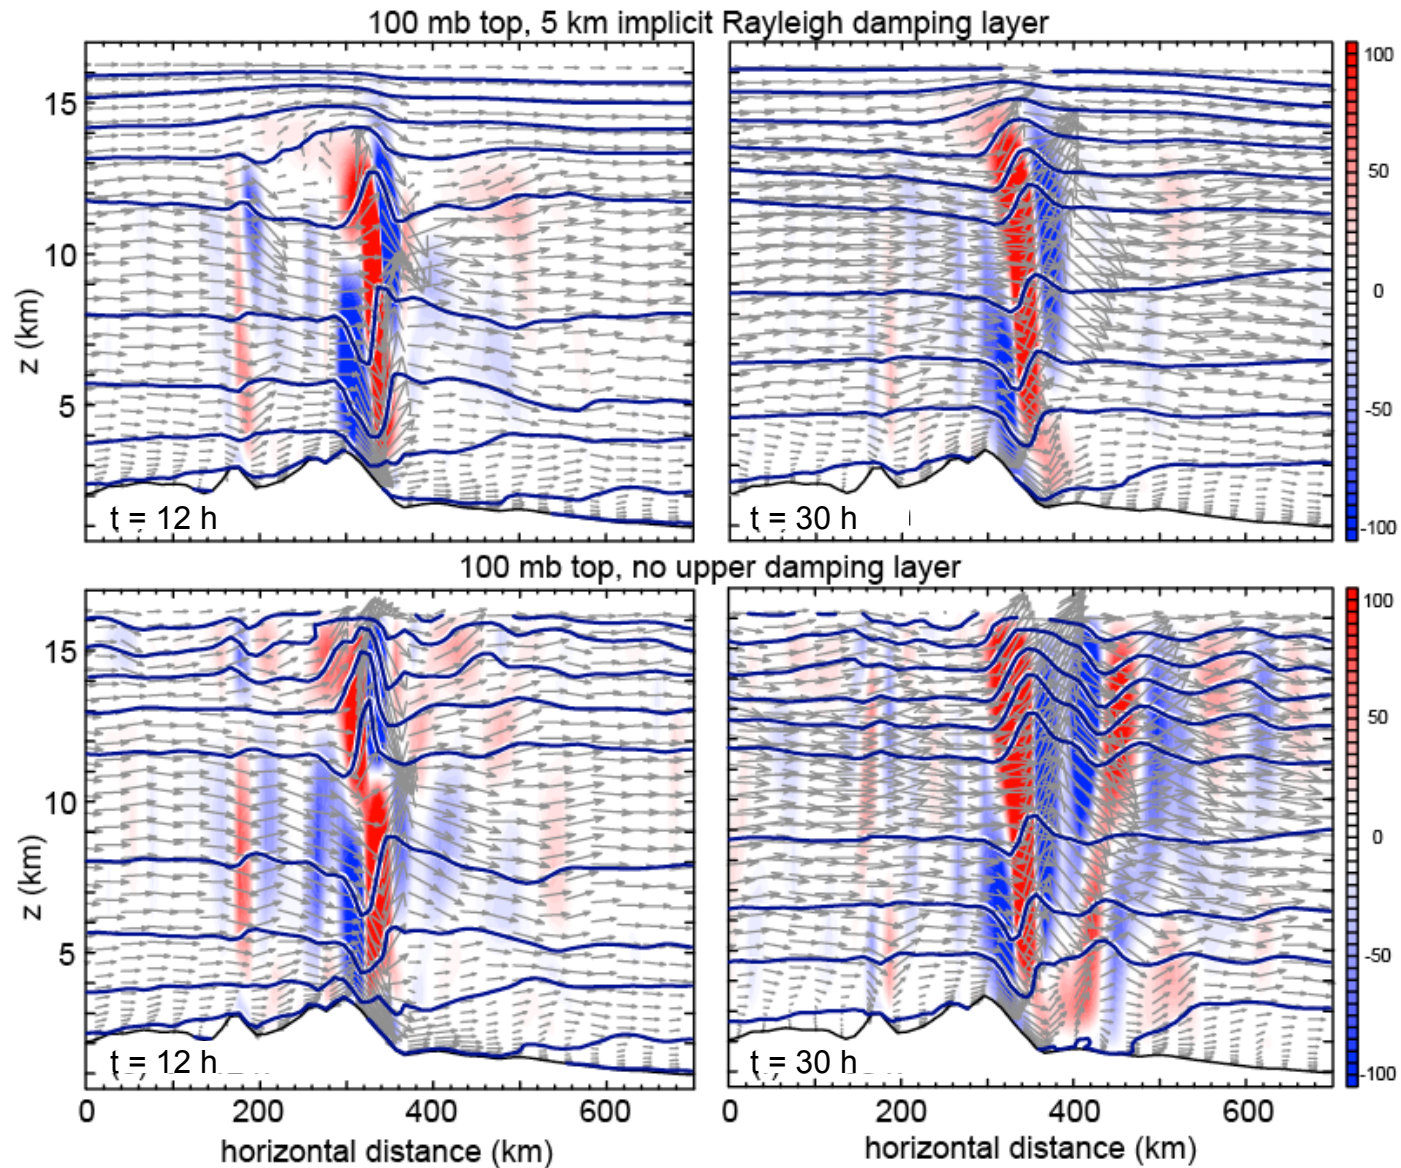 100 mb top, 5 km implicit Rayleigh damping layer
z (km)
15
10
5
t = 12 h
t = 30 h
100
50
0
-50
-100
100 mb top, no upper damping layer
z (km)
15
10
5
t = 12 h
t = 30 h
100
50
0
-50
-100
0 200 400 600
0 200 400 600
horizontal distance (km)
horizontal distance (km)